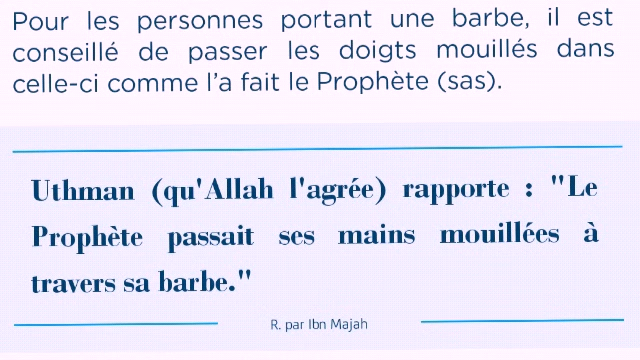 Pour les personnes portant une barbe, il est
conseillé de passer les doigts mouillés dans
celle-ci comme l'a fait le Prophète (sas).
Uthman (qu'Allah l'agrée) rapporte : "Le
Prophète passait ses mains mouillées à
travers sa barbe."
R. par Ibn Majah